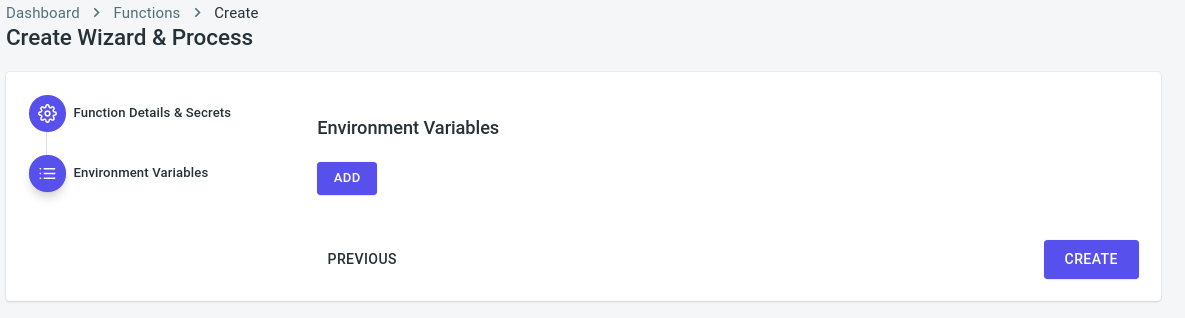 Dashboard > Functions > Create
Create Wizard & Process
Function Details & Secrets
Environment Variables
Environment Variables
ADD
PREVIOUS
CREATE